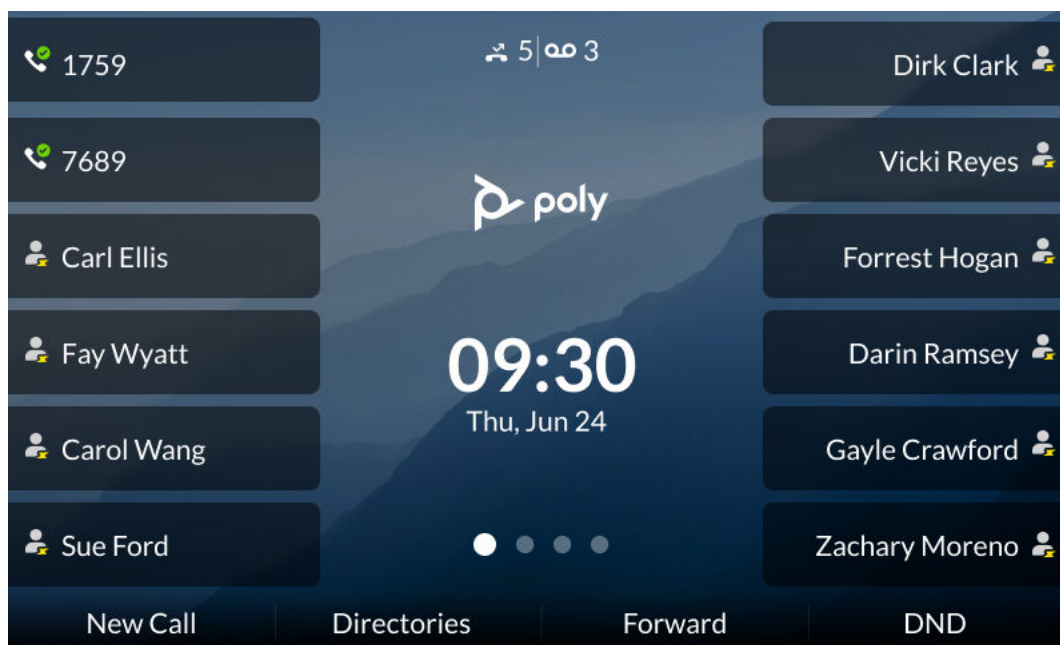 1759
7689
Carl Ellis
Fay Wyatt
Carol Wang
Sue Ford
5 3
poly
09:30
Thu, Jun 24
Dirk Clark
Vicki Reyes
Forrest Hogan
Darin Ramsey
Gayle Crawford
Zachary Moreno
New Call Directories Forward DND